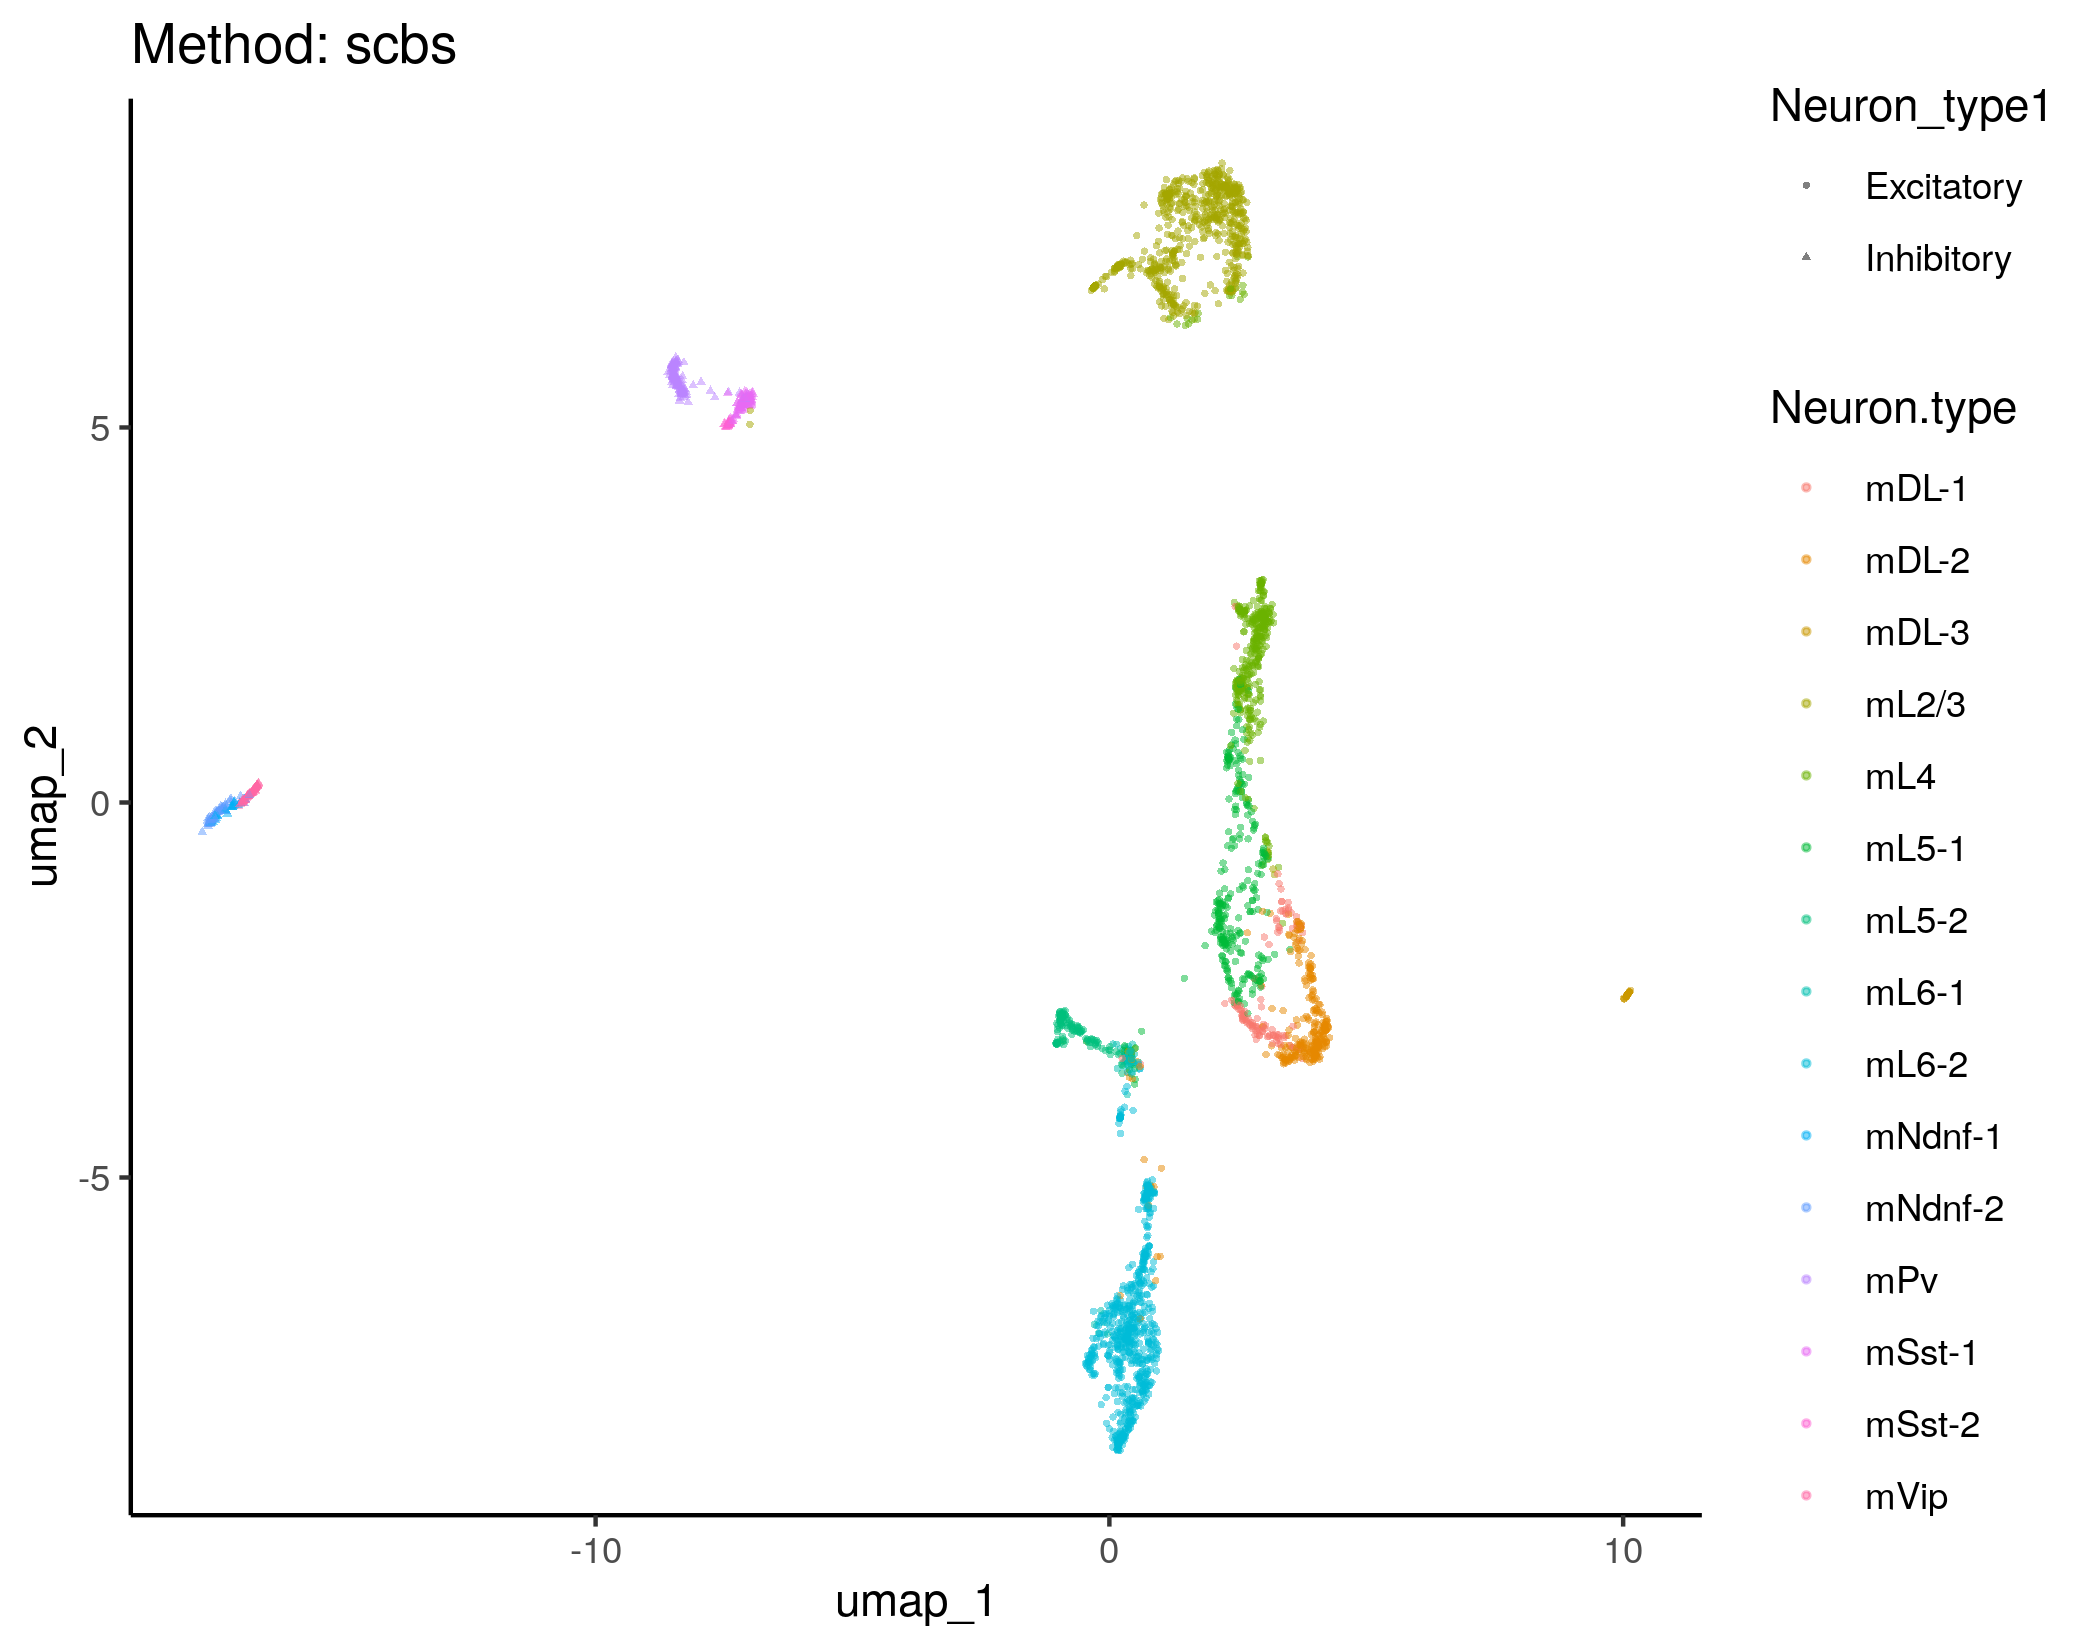 Method: scbs
Neuron_type1
Excitatory
Inhibitory
Neuron.type
mDL-1
mDL-2
mDL-3
mL2/3
mL4
mL5-1
mL5-2
mL6-1
mL6-2
mNdnf-1
mNdnf-2
mPv
mSst-1
mSst-2
mVip
umap_2
5
0
-5
-10
0
10
umap_1